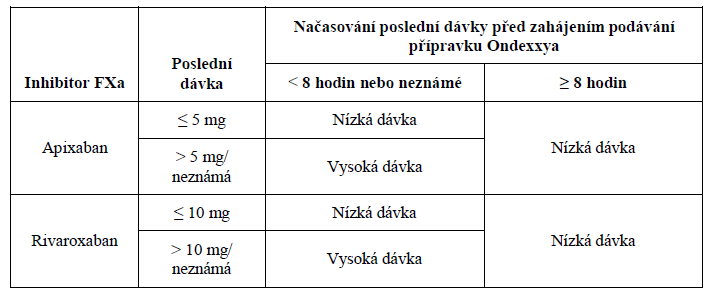 Inhibitor FXa
Poslední
dávka
Načasování poslední dávky před zahájením podávání
přípravku Ondexxya
< 8 hodin nebo neznámé
≥ 8 hodin
Apixaban
≤ 5 mg
Nízká dávka
Nízká dávka
> 5 mg/
neznámá
Vysoká dávka
Rivaroxaban
≤ 10 mg
Nízká dávka
Nízká dávka
> 10 mg/
neznámá
Vysoká dávka